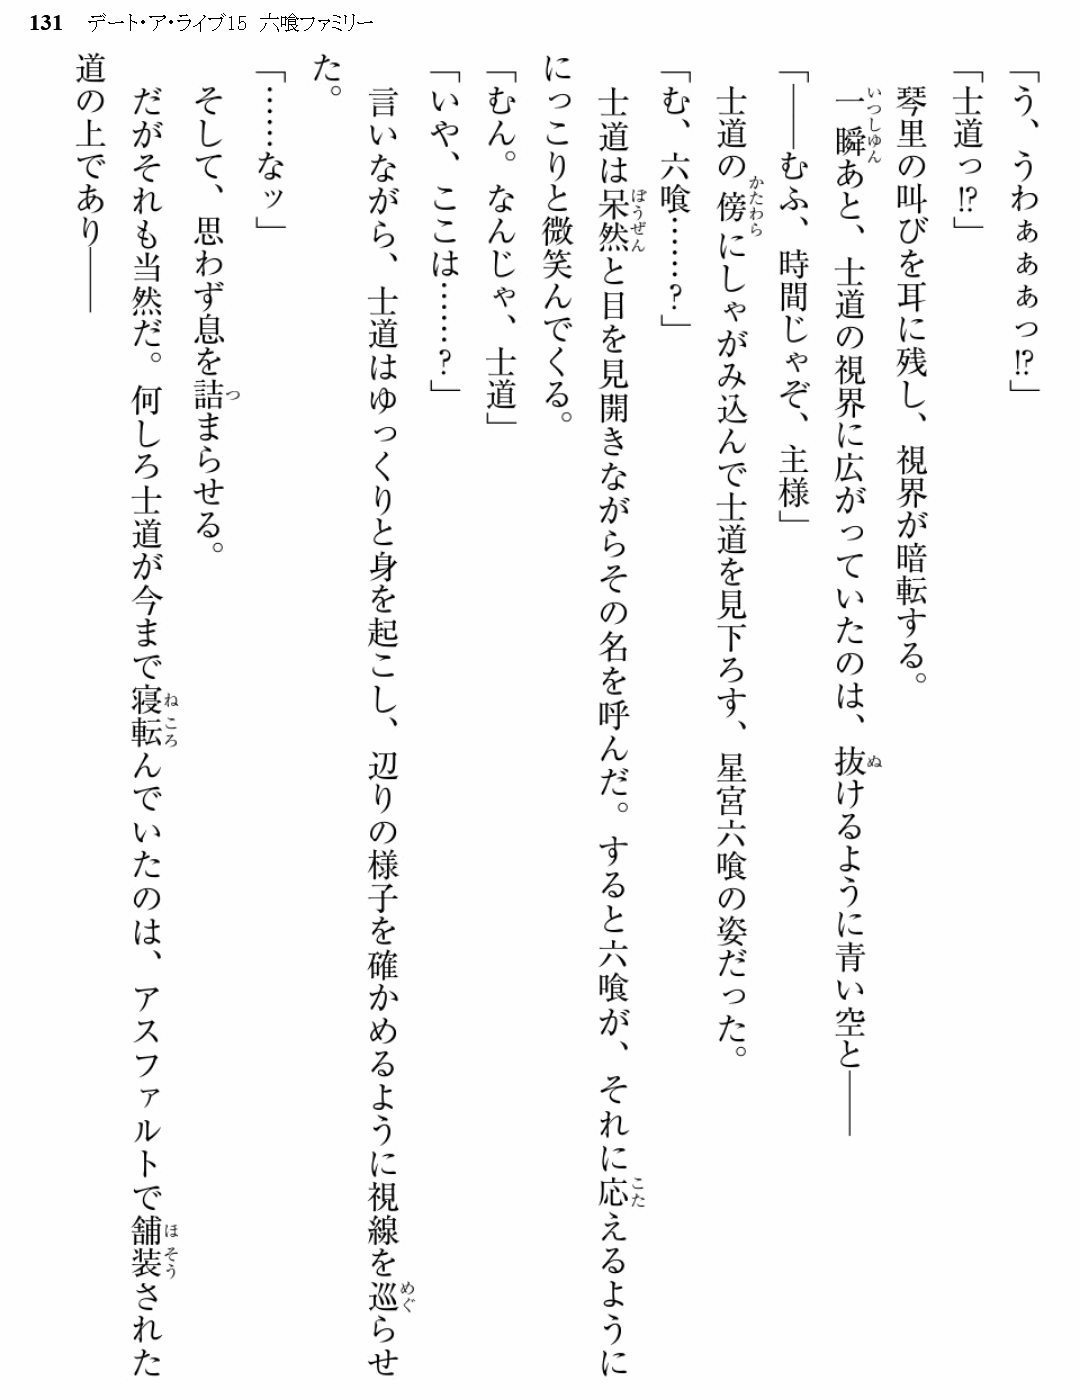 131 デート・ア・ライブ15 六喰ファミリー
「う、うわぁぁぁっ!?」
「士道っ!?」
琴里の叫びを耳に残し、視界が暗転する。
一瞬あと、士道の視界に広がっていたのは、抜けるように青い空と――
「――むふ、時間じゃぞ、主様」
士道の傍にしゃがみ込んで士道を見下ろす、星宮六喰の姿だった。
「む、六喰……?」
士道は呆然と目を見開きながらその名を呼んだ。すると六喰が、それに応えるように
にっこりと微笑んでくる。
「むん。なんじゃ、士道」
「いや、ここは……?」
言いながら、士道はゆっくりと身を起こし、辺りの様子を確かめるように視線を巡らせ
た。
「……なッ」
そして、思わず息を詰まらせる。
だがそれも当然だ。何しろ士道が今まで寝転んでいたのは、アスファルトで舗装された
道の上であり――